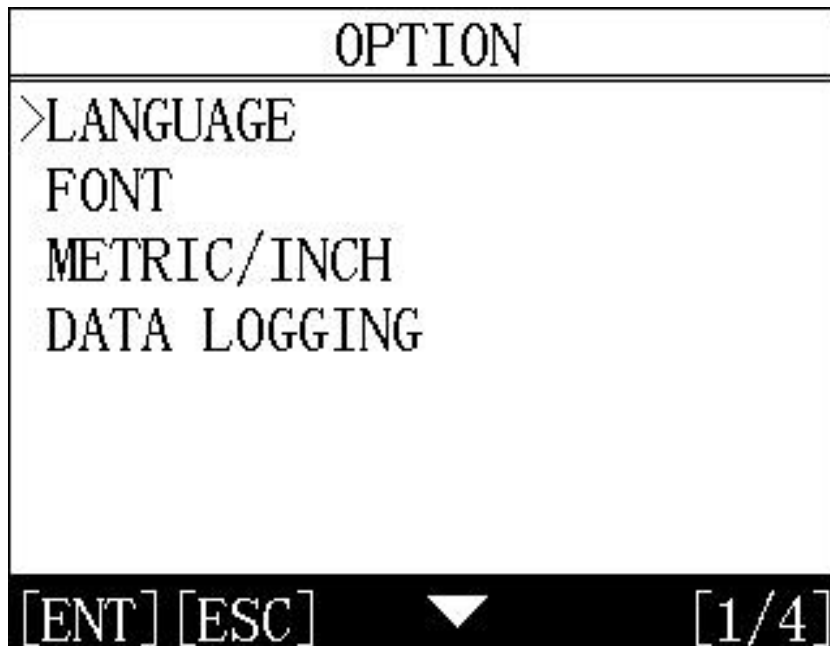 OPTION
>LANGUAGE
FONT
METRIC/INCH
DATA LOGGING
[ENT][ESC] [1/4]